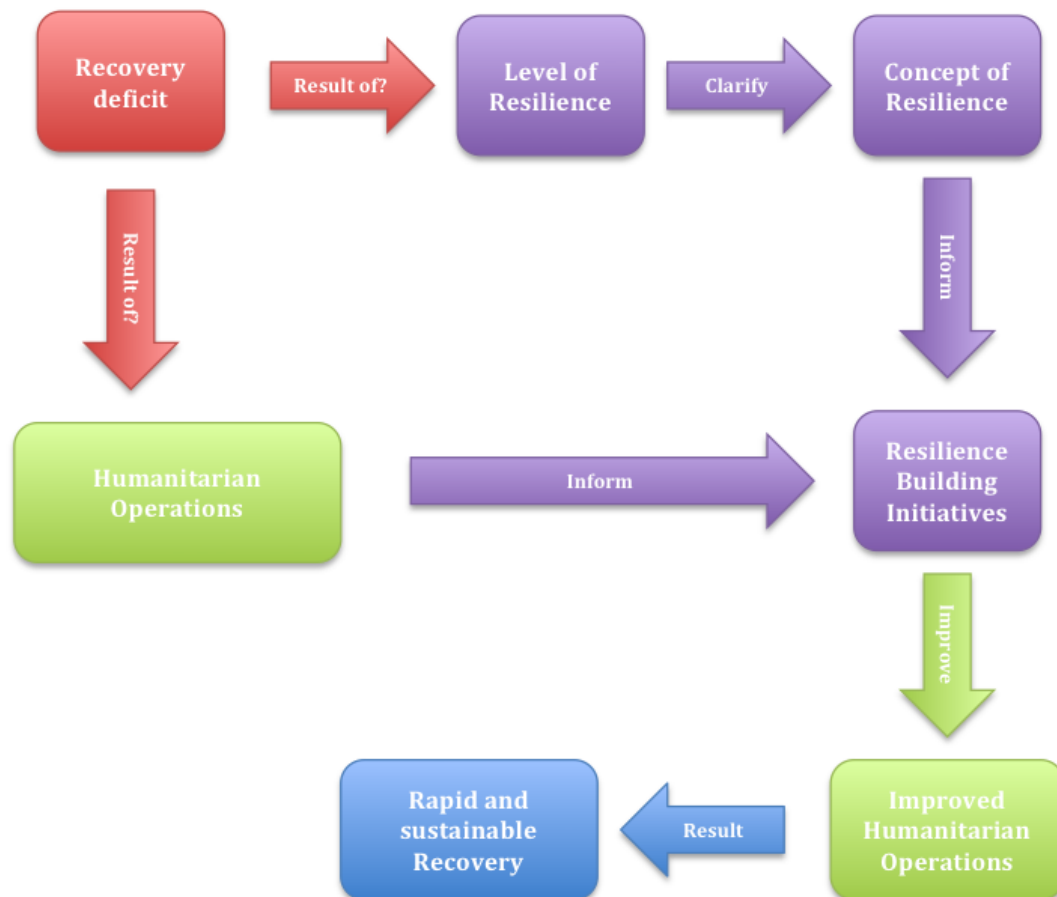 Recovery
deficit
Result of?
Level of
Resilience
Clarify
Concept of
Resilience
Result of?
Inform
Humanitarian
Operations
Inform
Resilience
Building
Initiatives
Improve
Rapid and
sustainable
Recovery
Result
Improved
Humanitarian
Operations